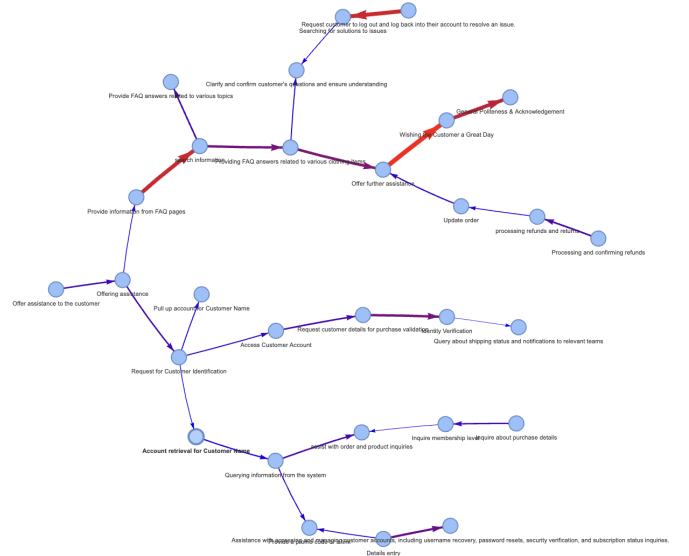 Request customer to log out and log back into their account to resolve an issue.
Searching for solutions to issues
Clarify and confirm customer's questions and ensure understanding
Provide FAQ answers related to various topics
General Politeness & Acknowledgement
Wishing the Customer a Great Day
Search information
Providing FAQ answers related to various clothing items
Offer further assistance
Provide information from FAQ pages
Update order
processing refunds and returns
Processing and confirming refunds
Offering assistance
Offer assistance to the customer
Pull up account for Customer Name
Request customer details for purchase validation
Identity Verification
Query about shipping status and notifications to relevant teams
Access Customer Account
Request for Customer Identification
Inquire membership level
Inquire about purchase details
assist with order and product inquiries
Account retrieval for Customer Name
Querying information from the system
Assistance with accessing and managing customer accounts, including username recovery, password resets, security verification, and subscription status inquiries.
Provide a promo code
Details entry